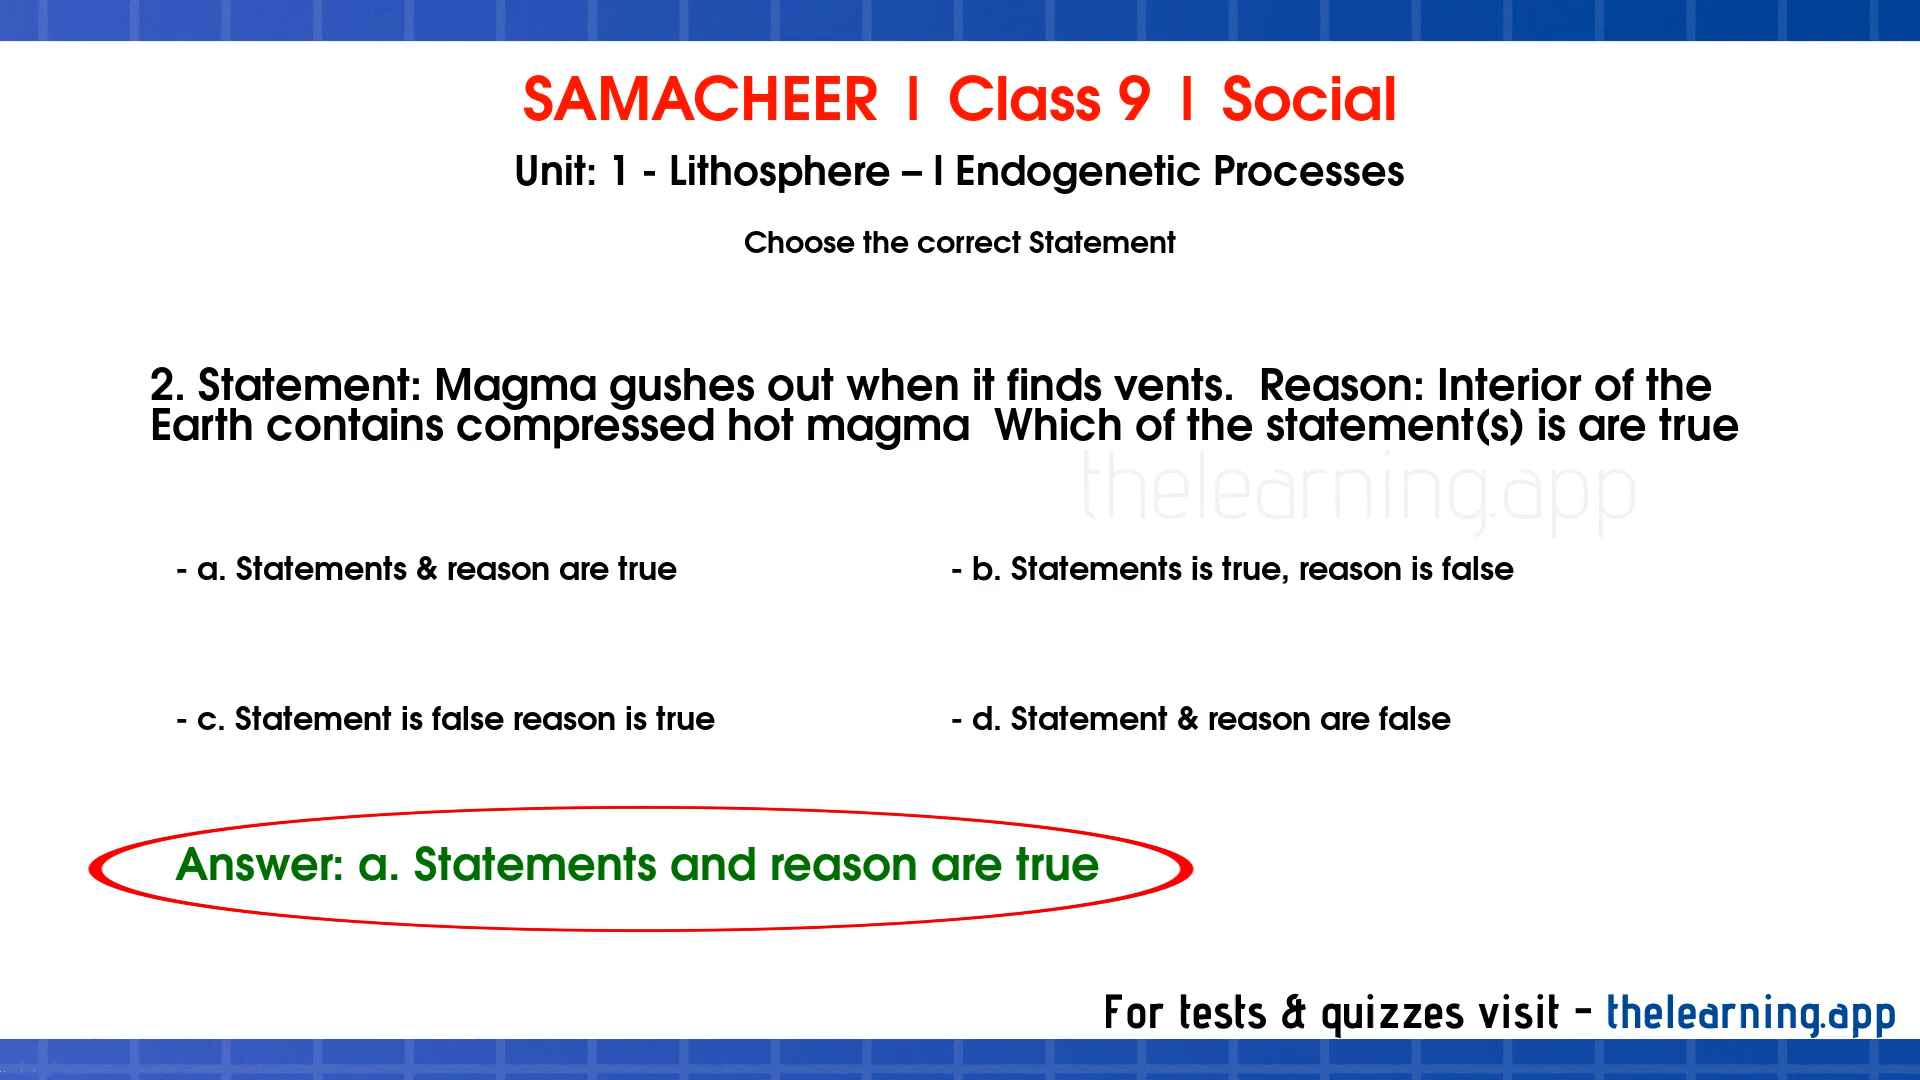 SAMACHEER | Class 9 | Social
Unit: 1 - Lithosphere – I Endogenetic Processes
Choose the correct Statement
2. Statement: Magma gushes out when it finds vents.  Reason: Interior of the
Earth contains compressed hot magma  Which of the statement(s) is are true
thelearning.app
- a. Statements & reason are true
- b. Statements is true, reason is false
- c. Statement is false reason is true
- d. Statement & reason are false
Answer: a. Statements and reason are true
For tests & quizzes visit - thelearning.app